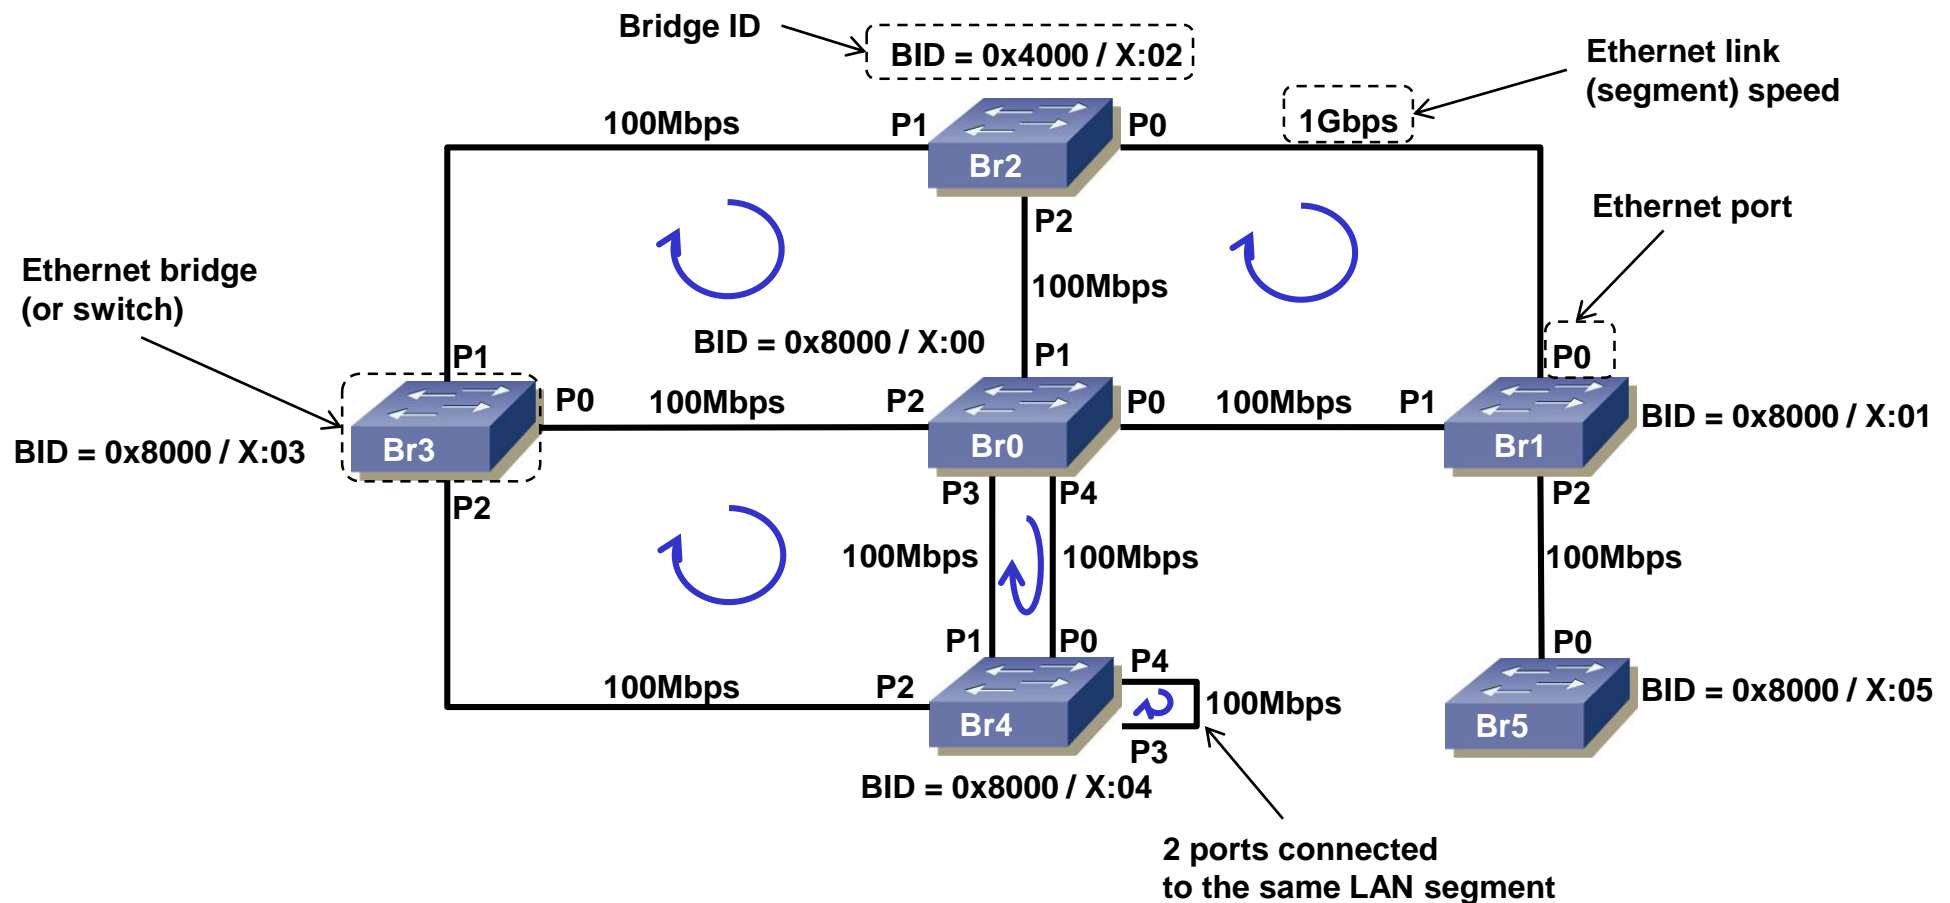 Bridge ID
BID = 0x4000 / X:02
Ethernet link
(segment) speed
100Mbps
P1
P0
1Gbps
Br2
P2
Ethernet port
Ethernet bridge
(or switch)
100Mbps
BID = 0x8000 / X:00
P1
P1
P0
P0
100Mbps
P2
P0
100Mbps
P1
BID = 0x8000 / X:01
Br3
Br0
Br1
BID = 0x8000 / X:03
P2
P3
P4
P2
100Mbps
100Mbps
100Mbps
P1
P0
P4
P0
100Mbps
P2
100Mbps
BID = 0x8000 / X:05
Br4
Br5
P3
BID = 0x8000 / X:04
2 ports connected
to the same LAN segment